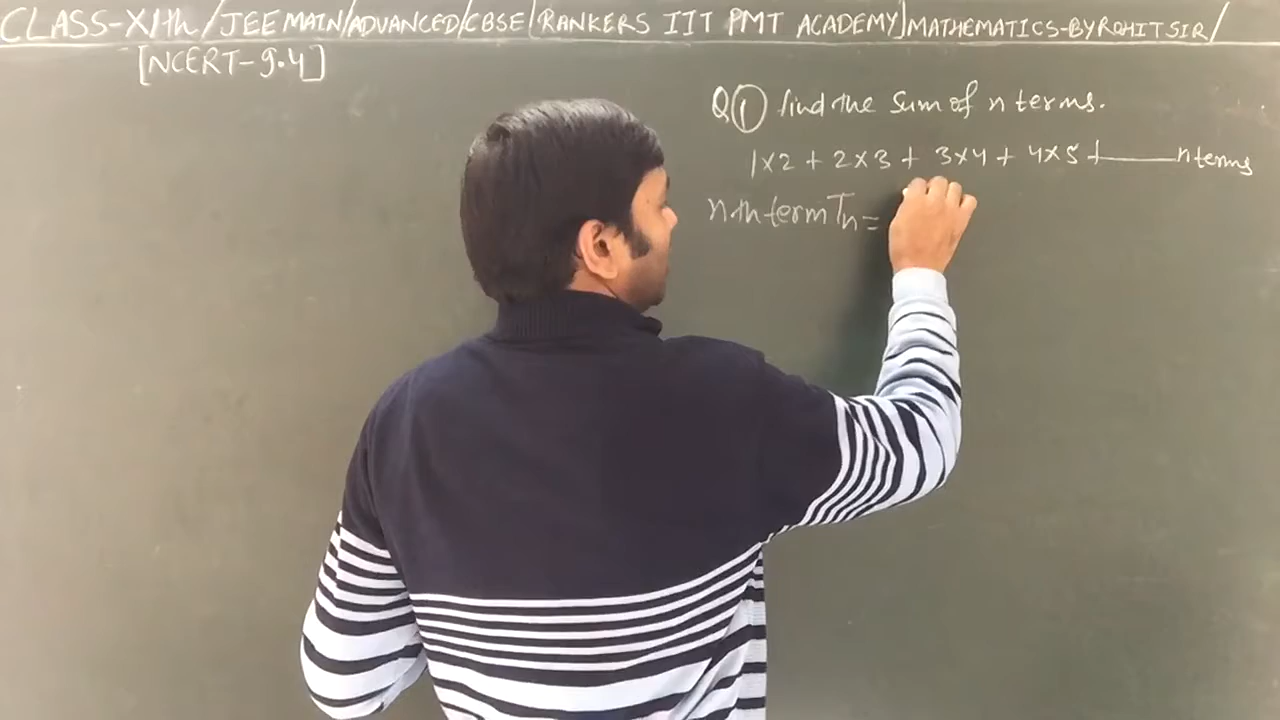 CLASS-XIth/JEE MAIN/ADVANCED/CBSE[RANKERS IIT PMT ACADEMY]MATHEMATICS-BY ROHIT SIR/
[NCERT-9.4]
Q① find the sum of n terms.
1×2 + 2×3 + 3×4 + 4×5 + ——— n terms
nth term Tn =